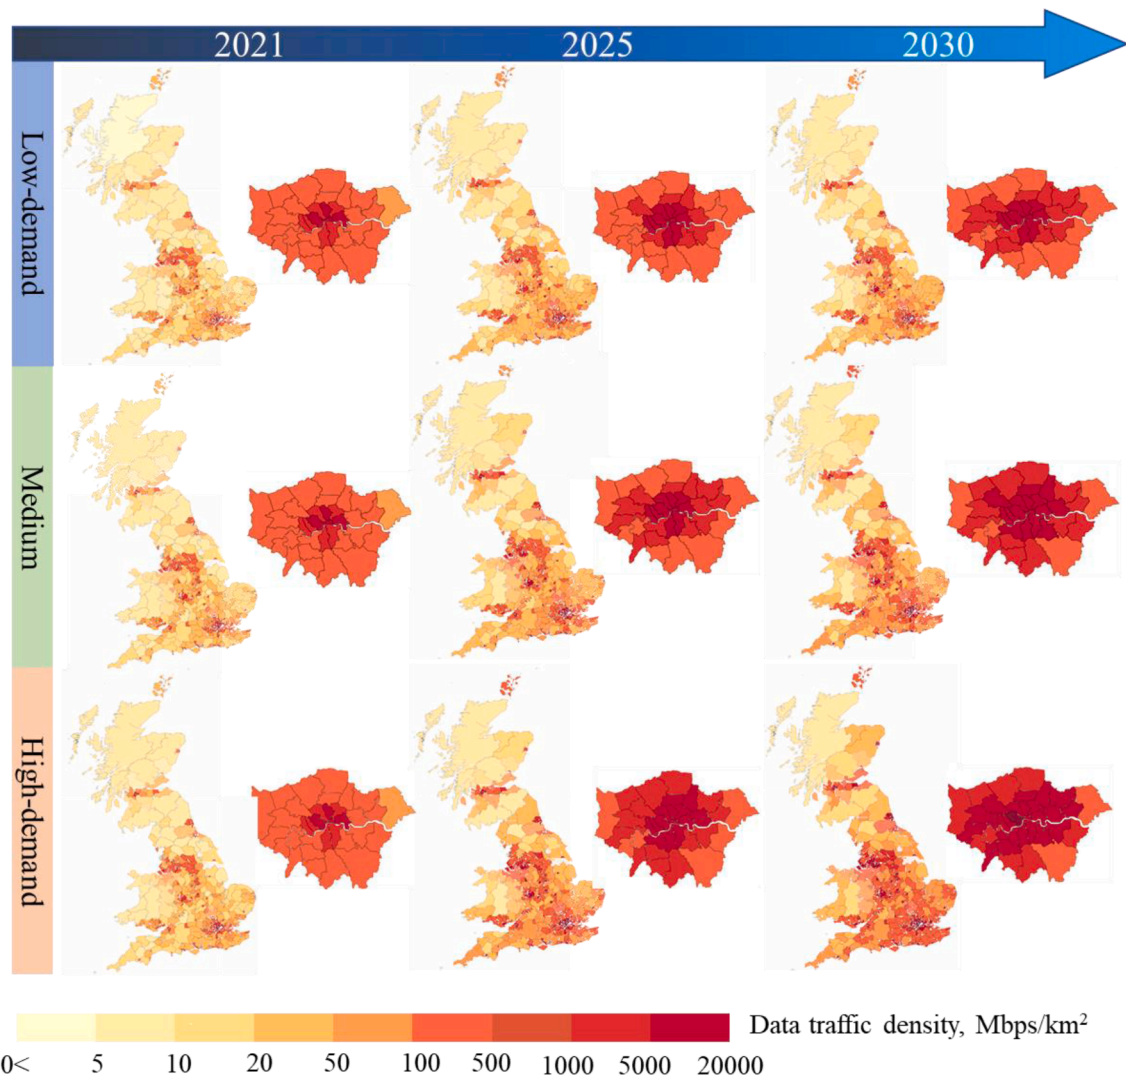 2021 2025 2030
Low-demand
Medium
High-demand
Data traffic density, Mbps/km²
0< 5 10 20 50 100 500 1000 5000 20000